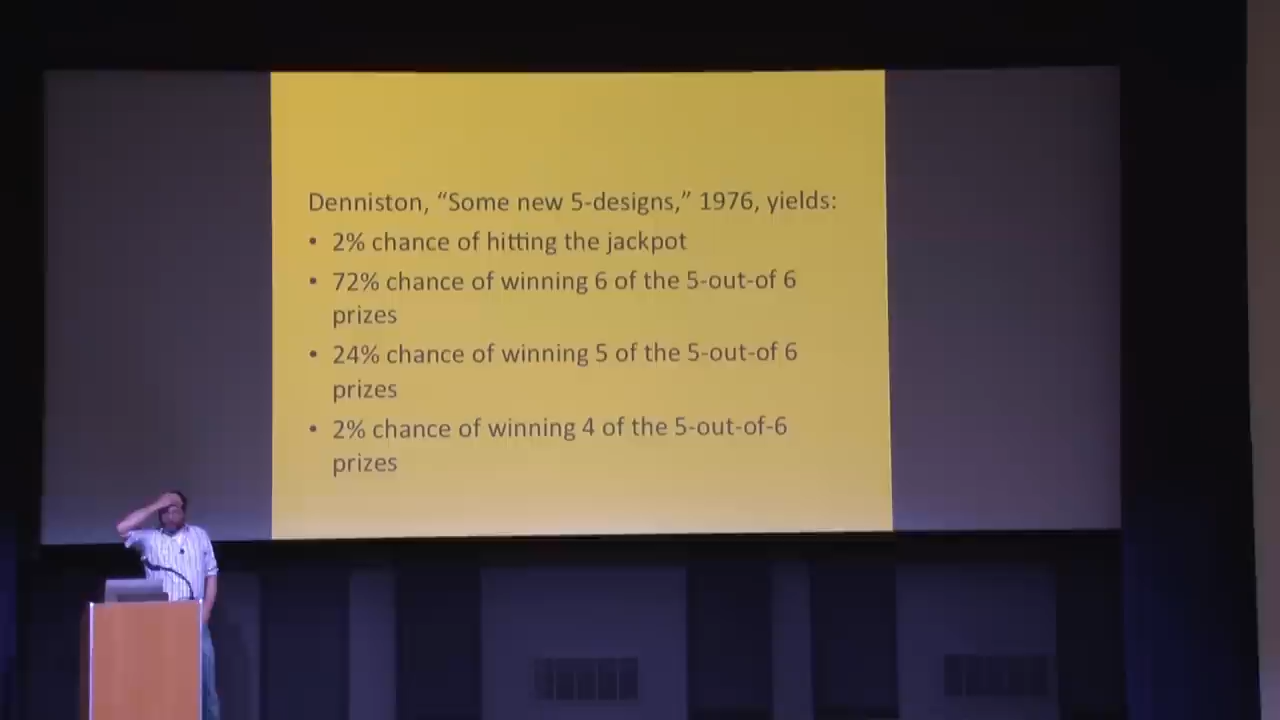 Denniston, “Some new 5-designs,” 1976, yields:
• 2% chance of hitting the jackpot
• 72% chance of winning 6 of the 5-out-of 6
prizes
• 24% chance of winning 5 of the 5-out-of 6
prizes
• 2% chance of winning 4 of the 5-out-of-6
prizes